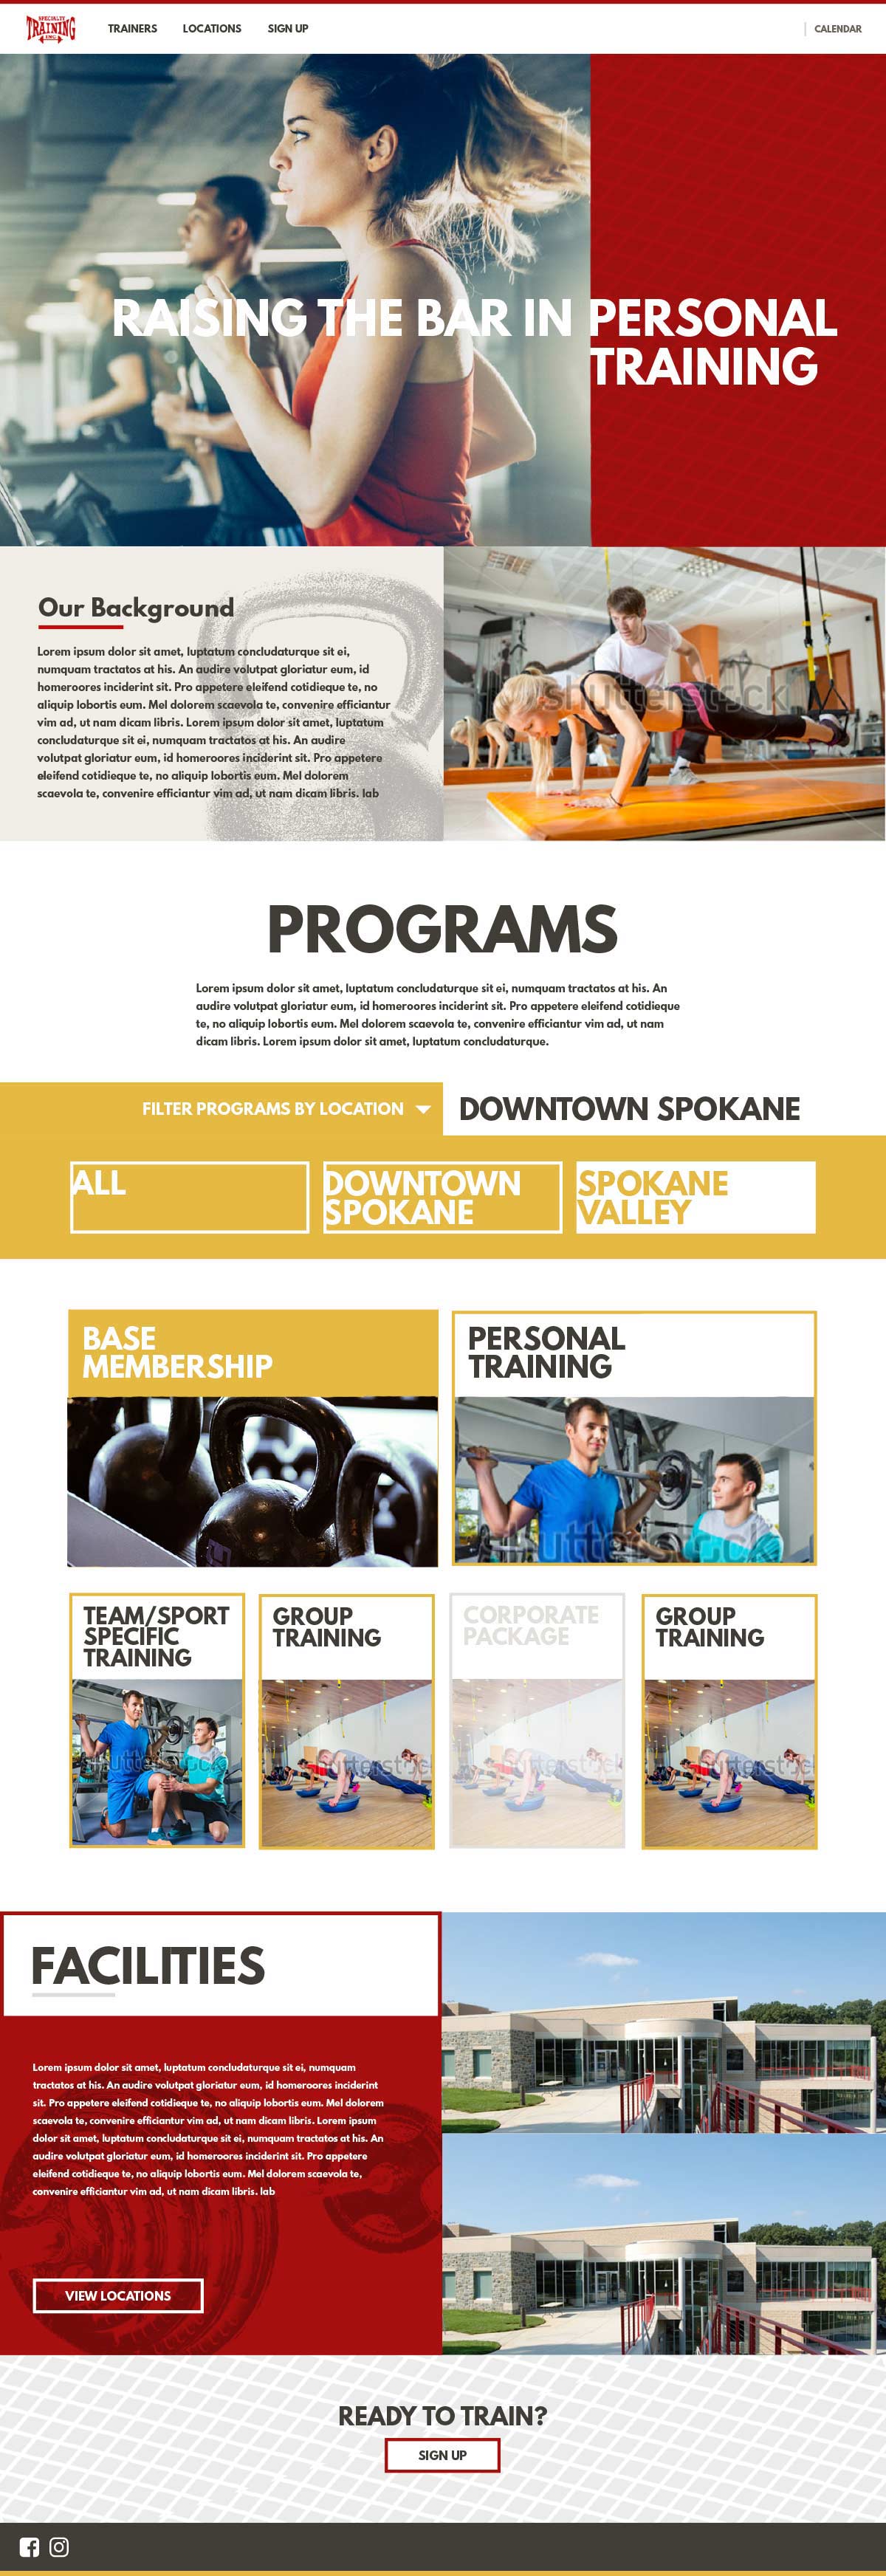 SPECIALTY
TRAINING
INC.
TRAINERS
LOCATIONS
SIGN UP
CALENDAR
RAISING THE BAR IN PERSONAL
TRAINING
Our Background
Lorem ipsum dolor sit amet, luptatum concludaturque sit ei,
numquam tractatos at his. An audire volutpat gloriatur eum, id
homeroores inciderint sit. Pro appetere eleifend cotidieque te, no
aliquip lobortis eum. Mel dolorem scaevola te, convenire efficiantur
vim ad, ut nam dicam libris. Lorem ipsum dolor sit amet, luptatum
concludaturque sit ei, numquam tractatos at his. An audire
volutpat gloriatur eum, id homeroores inciderint sit. Pro appetere
eleifend cotidieque te, no aliquip lobortis eum. Mel dolorem
scaevola te, convenire efficiantur vim ad, ut nam dicam libris. lab
shutterstock
PROGRAMS
Lorem ipsum dolor sit amet, luptatum concludaturque sit ei, numquam tractatos at his. An
audire volutpat gloriatur eum, id homeroores inciderint sit. Pro appetere eleifend cotidieque
te, no aliquip lobortis eum. Mel dolorem scaevola te, convenire efficiantur vim ad, ut nam
dicam libris. Lorem ipsum dolor sit amet, luptatum concludaturque.
FILTER PROGRAMS BY LOCATION
DOWNTOWN SPOKANE
ALL
DOWNTOWN
SPOKANE
SPOKANE
VALLEY
BASE
MEMBERSHIP
PERSONAL
TRAINING
shutterstock
TEAM/SPORT
SPECIFIC
TRAINING
shutterstock
GROUP
TRAINING
shutterstock
CORPORATE
PACKAGE
shutterstock
GROUP
TRAINING
shutterstock
FACILITIES
Lorem ipsum dolor sit amet, luptatum concludaturque sit ei, numquam
tractatos at his. An audire volutpat gloriatur eum, id homeroores inciderint
sit. Pro appetere eleifend cotidieque te, no aliquip lobortis eum. Mel dolorem
scaevola te, convenire efficiantur vim ad, ut nam dicam libris. Lorem ipsum
dolor sit amet, luptatum concludaturque sit ei, numquam tractatos at his. An
audire volutpat gloriatur eum, id homeroores inciderint sit. Pro appetere
eleifend cotidieque te, no aliquip lobortis eum. Mel dolorem scaevola te,
convenire efficiantur vim ad, ut nam dicam libris. lab
VIEW LOCATIONS
READY TO TRAIN?
SIGN UP